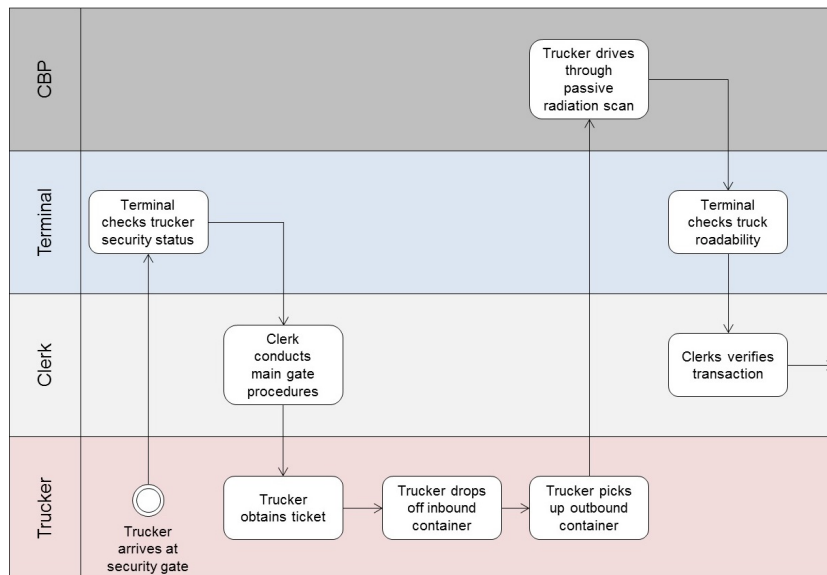 CBP
Trucker drives
through
passive
radiation scan
Terminal
Terminal
checks trucker
security status
Terminal
checks truck
roadability
Clerk
Clerk
conducts
main gate
procedures
Clerks verifies
transaction
Trucker
Trucker
arrives at
security gate
Trucker
obtains ticket
Trucker drops
off inbound
container
Trucker picks
up outbound
container